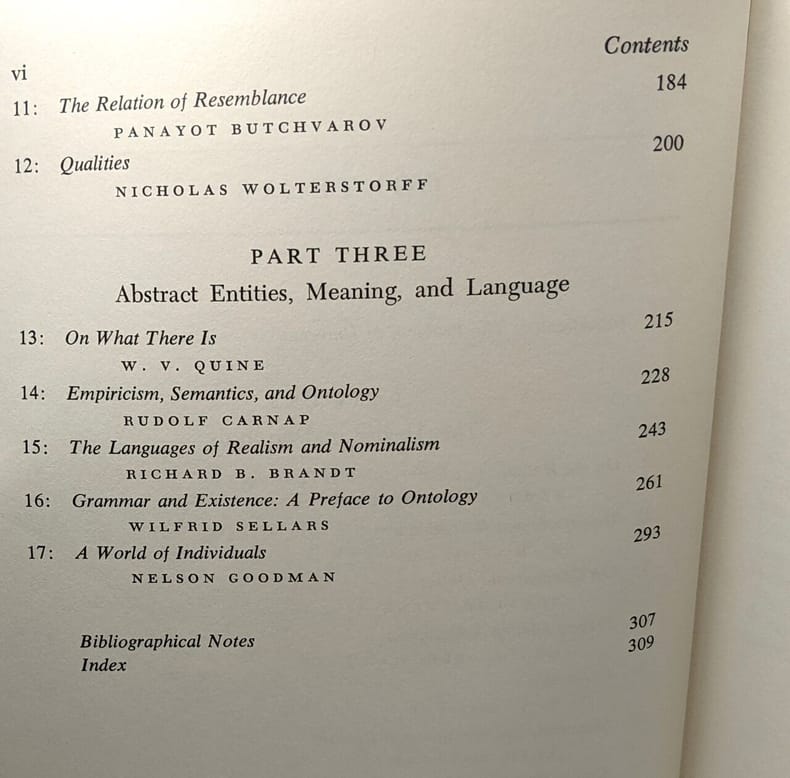 Contents
vi
11: The Relation of Resemblance 184
PANAYOT BUTCHVAROV
12: Qualities 200
NICHOLAS WOLTERSTORFF
PART THREE
Abstract Entities, Meaning, and Language
13: On What There Is 215
W. V. QUINE
14: Empiricism, Semantics, and Ontology 228
RUDOLF CARNAP
15: The Languages of Realism and Nominalism 243
RICHARD B. BRANDT
16: Grammar and Existence: A Preface to Ontology 261
WILFRID SELLARS
17: A World of Individuals 293
NELSON GOODMAN
Bibliographical Notes 307
Index 309